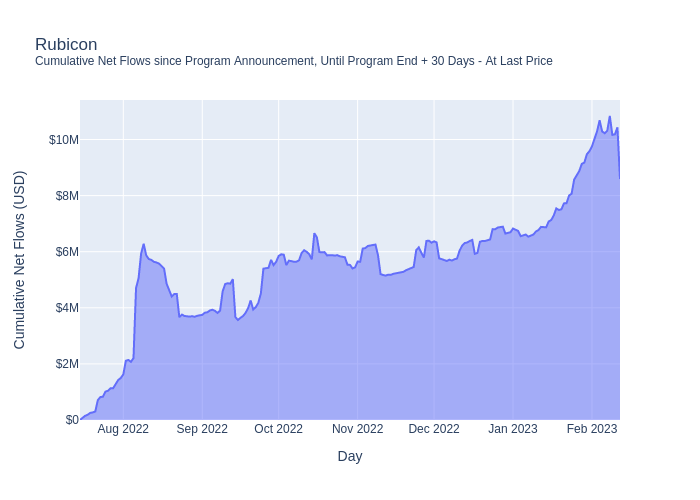 Rubicon
Cumulative Net Flows since Program Announcement, Until Program End + 30 Days - At Last Price
Cumulative Net Flows (USD)
$10M
$8M
$6M
$4M
$2M
$0
Aug 2022 Sep 2022 Oct 2022 Nov 2022 Dec 2022 Jan 2023 Feb 2023
Day